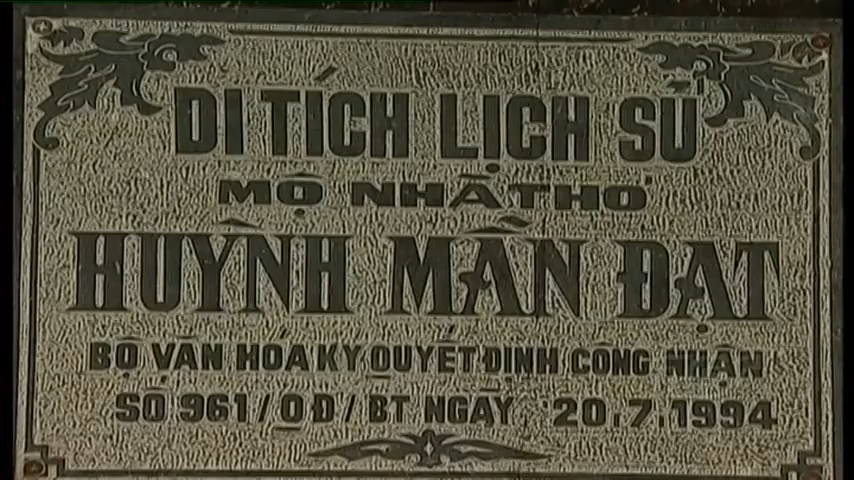 DI TÍCH LỊCH SỬ
MỘ NHÀ THƠ
HUỲNH MẪN ĐẠT
BỘ VĂN HÓA KÝ QUYẾT ĐỊNH CÔNG NHẬN
SỐ 961/QĐ/BT NGÀY: 20.7.1994